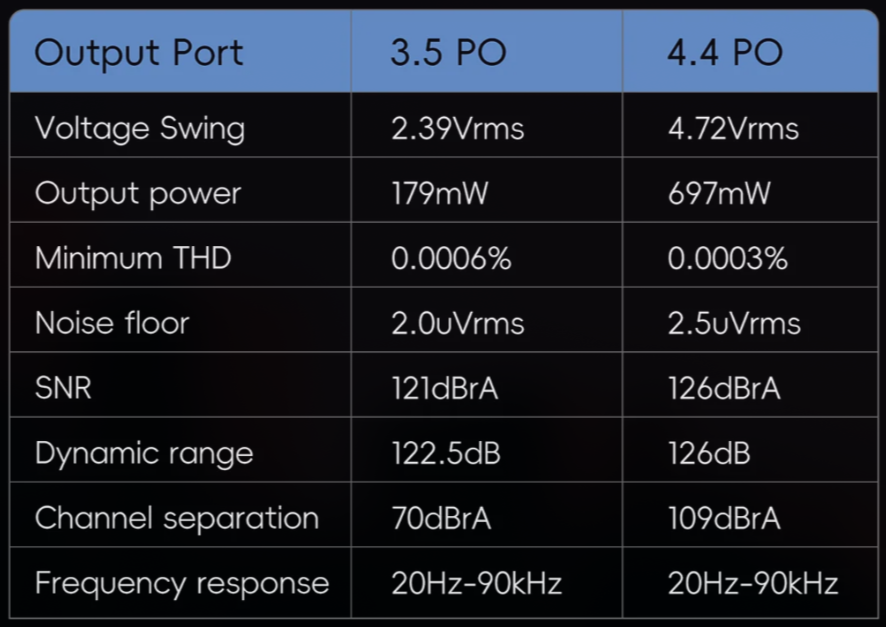 Output Port 3.5 PO 4.4 PO
Voltage Swing 2.39Vrms 4.72Vrms
Output power 179mW 697mW
Minimum THD 0.0006% 0.0003%
Noise floor 2.0uVrms 2.5uVrms
SNR 121dBrA 126dBrA
Dynamic range 122.5dB 126dB
Channel separation 70dBrA 109dBrA
Frequency response 20Hz-90kHz 20Hz-90kHz